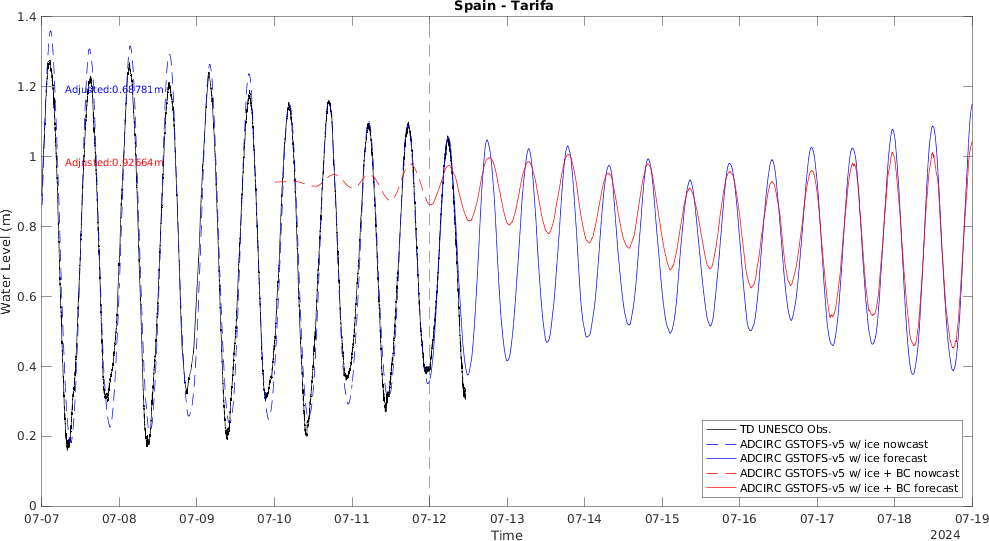 Spain - Tarifa
1.4
1.2
1
0.8
0.6
0.4
0.2
0
Water Level (m)
Adjusted:0.68781m
Adjusted:0.92664m
TD UNESCO Obs.
ADCIRC GSTOFS-v5 w/ ice nowcast
ADCIRC GSTOFS-v5 w/ ice forecast
ADCIRC GSTOFS-v5 w/ ice + BC nowcast
ADCIRC GSTOFS-v5 w/ ice + BC forecast
07-07 07-08 07-09 07-10 07-11 07-12 07-13 07-14 07-15 07-16 07-17 07-18 07-19
Time
2024